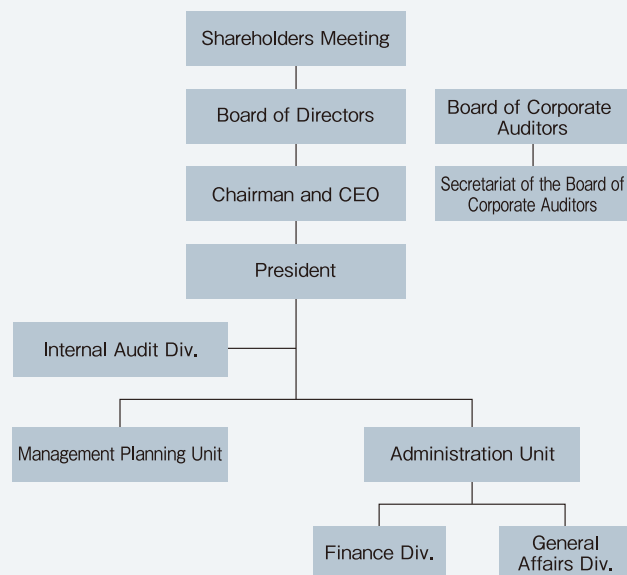 Shareholders Meeting
Board of Directors
Board of Corporate
Auditors
Chairman and CEO
Secretariat of the Board of
Corporate Auditors
President
Internal Audit Div.
Management Planning Unit
Administration Unit
Finance Div.
General
Affairs Div.